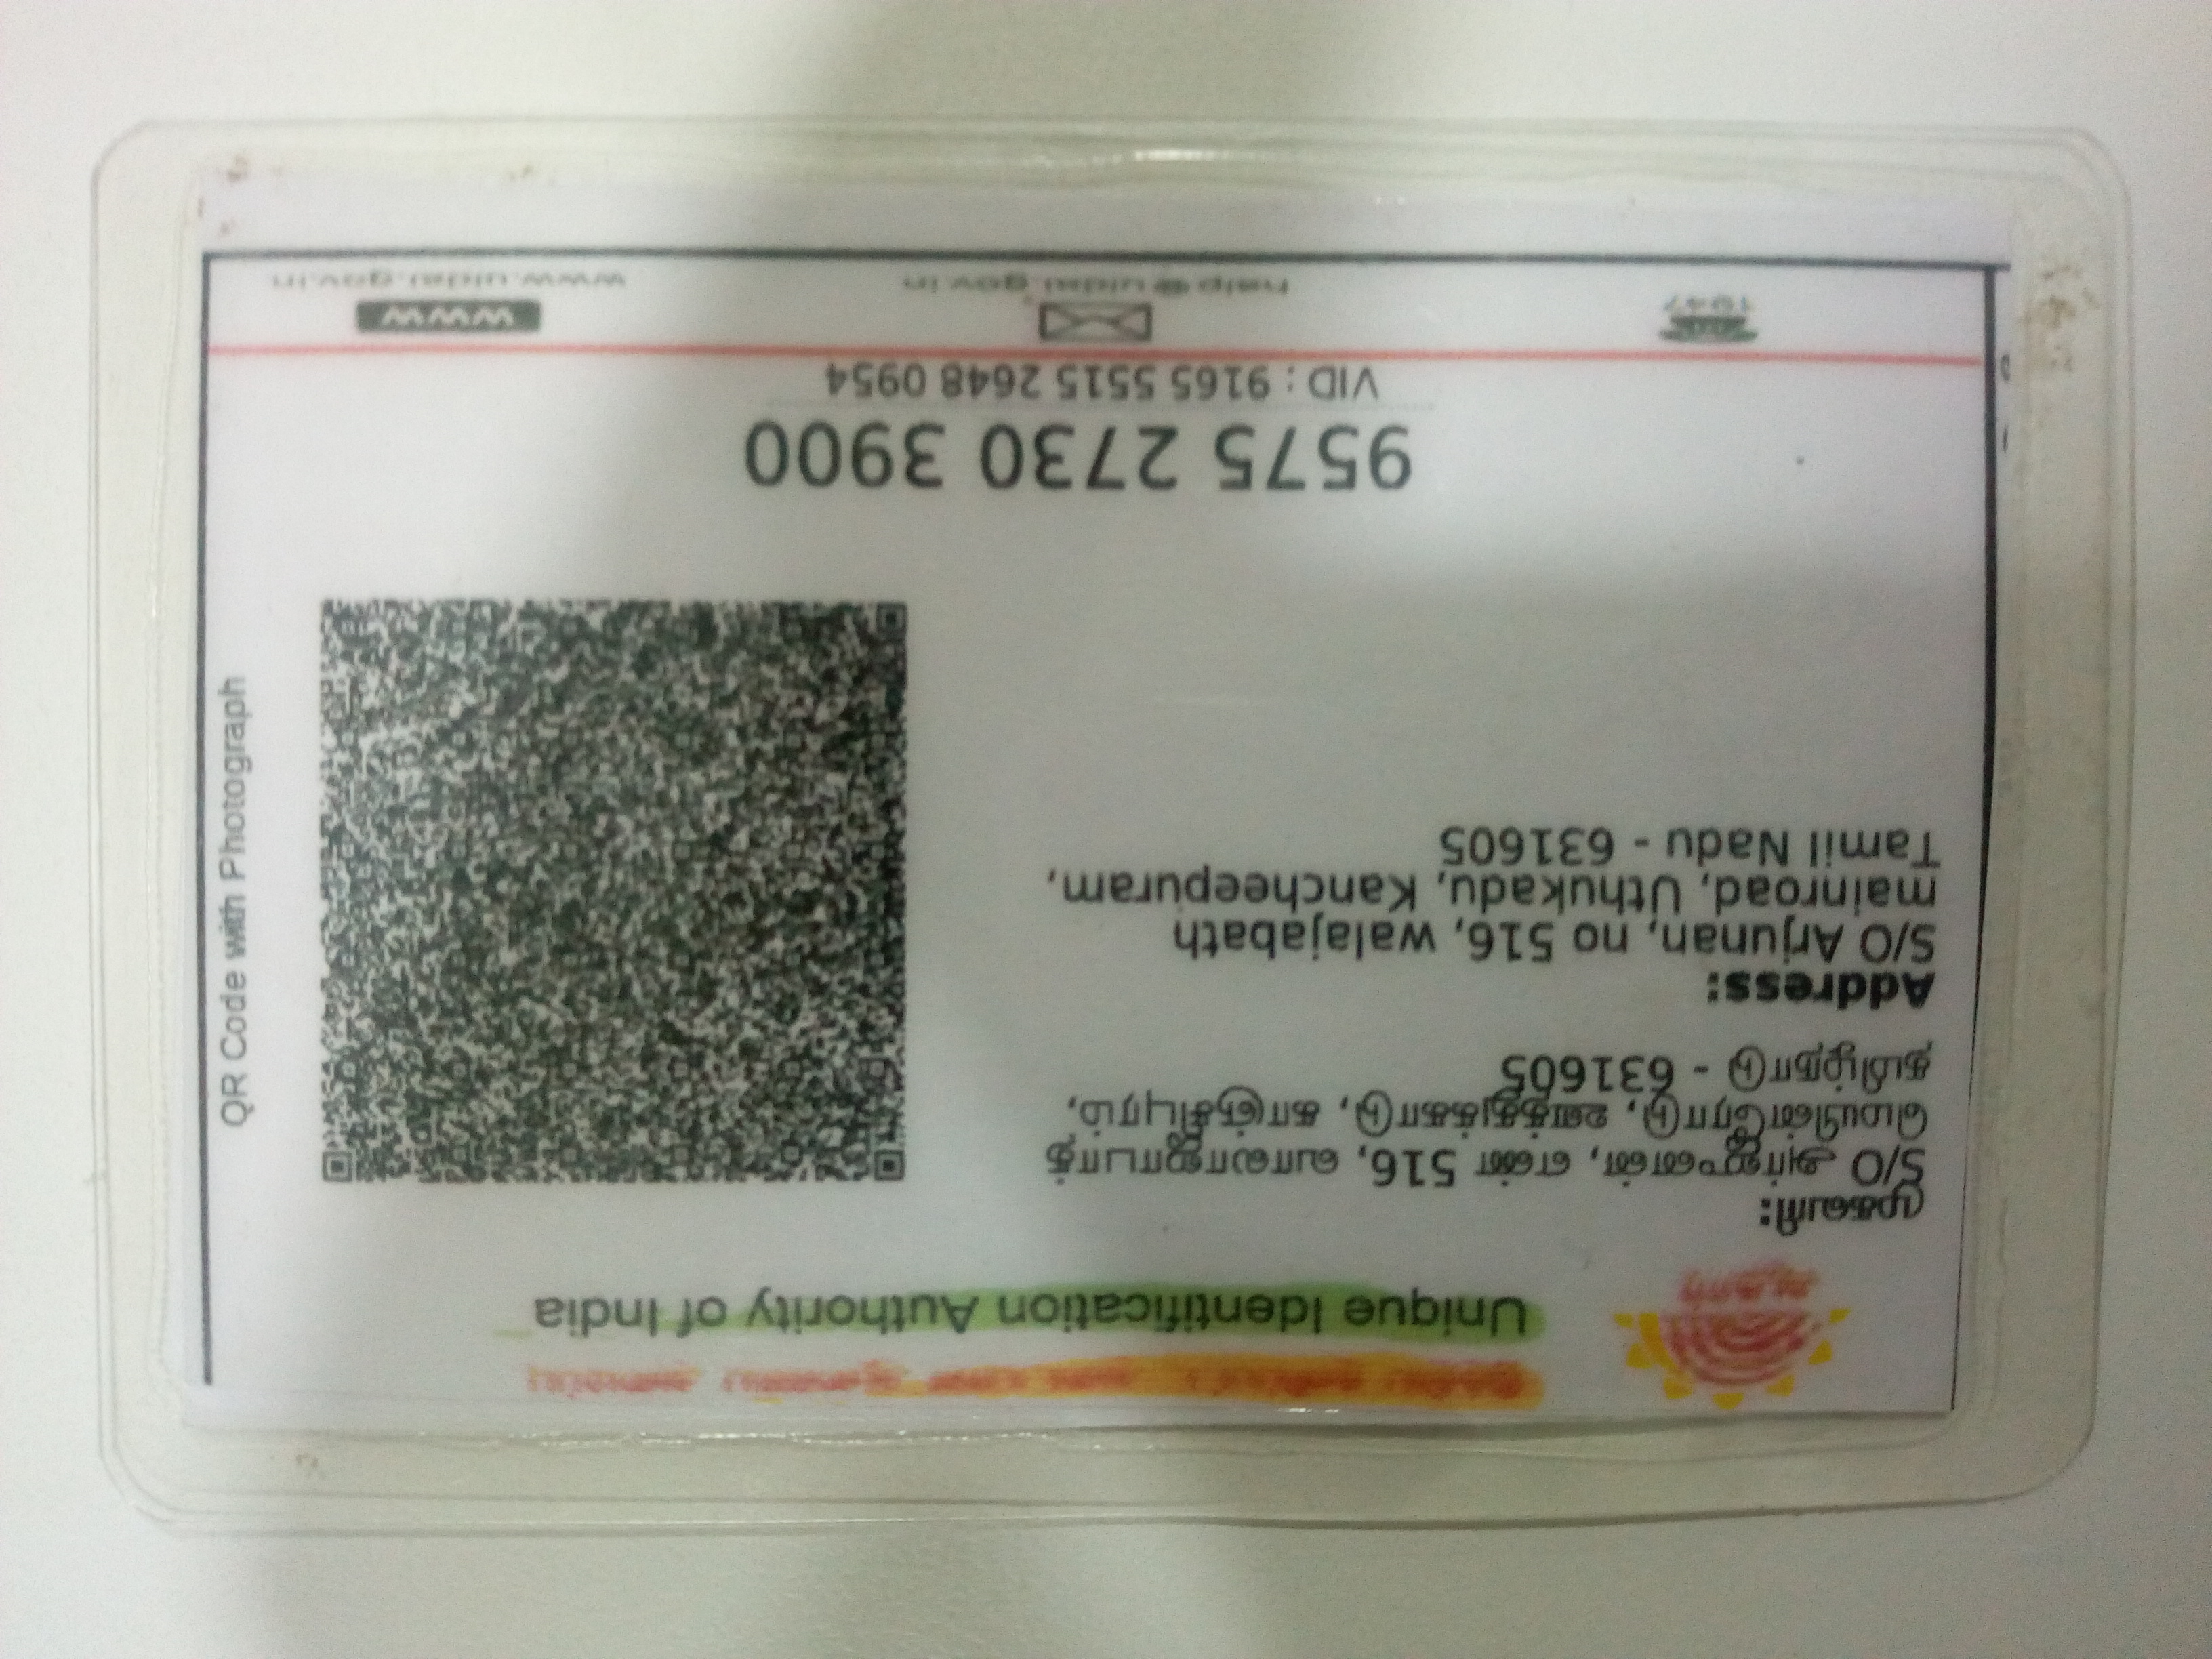 Unique Identification Authority of India
முகவரி:
S/O அர்ஜுனன், எண் 516, வாலாஜாபாத்
மெயின்ரோடு, ஊத்துக்காடு, காஞ்சிபுரம்,
தமிழ்நாடு - 631605
Address:
S/O Arjunan, no 516, walajabath
mainroad, Uthukadu, Kancheepuram,
Tamil Nadu - 631605
QR Code with Photograph
9575 2730 3900
VID : 9165 5515 2648 0954
1947
help@uidai.gov.in
WWW
www.uidai.gov.in